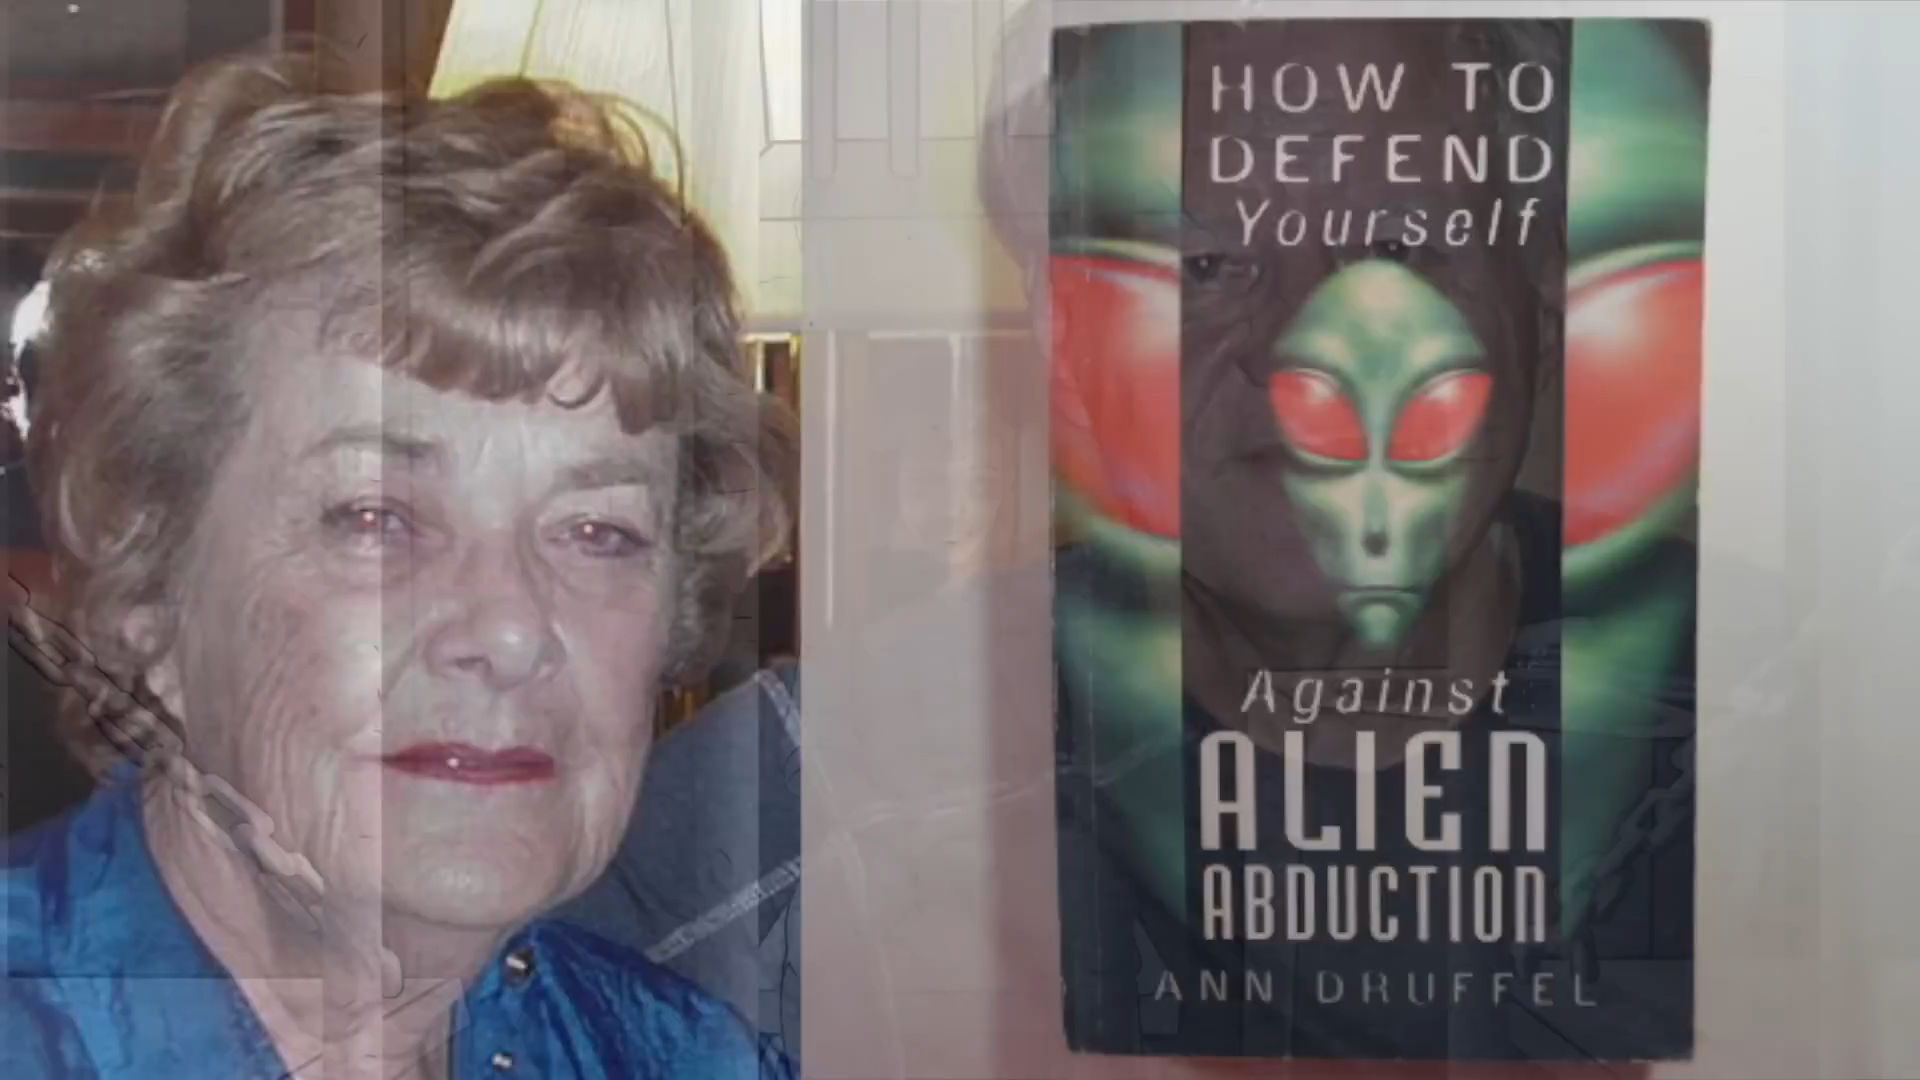 HOW TO
DEFEND
Yourself
Against
ALIEN
ABDUCTION
ANN DRUFFEL